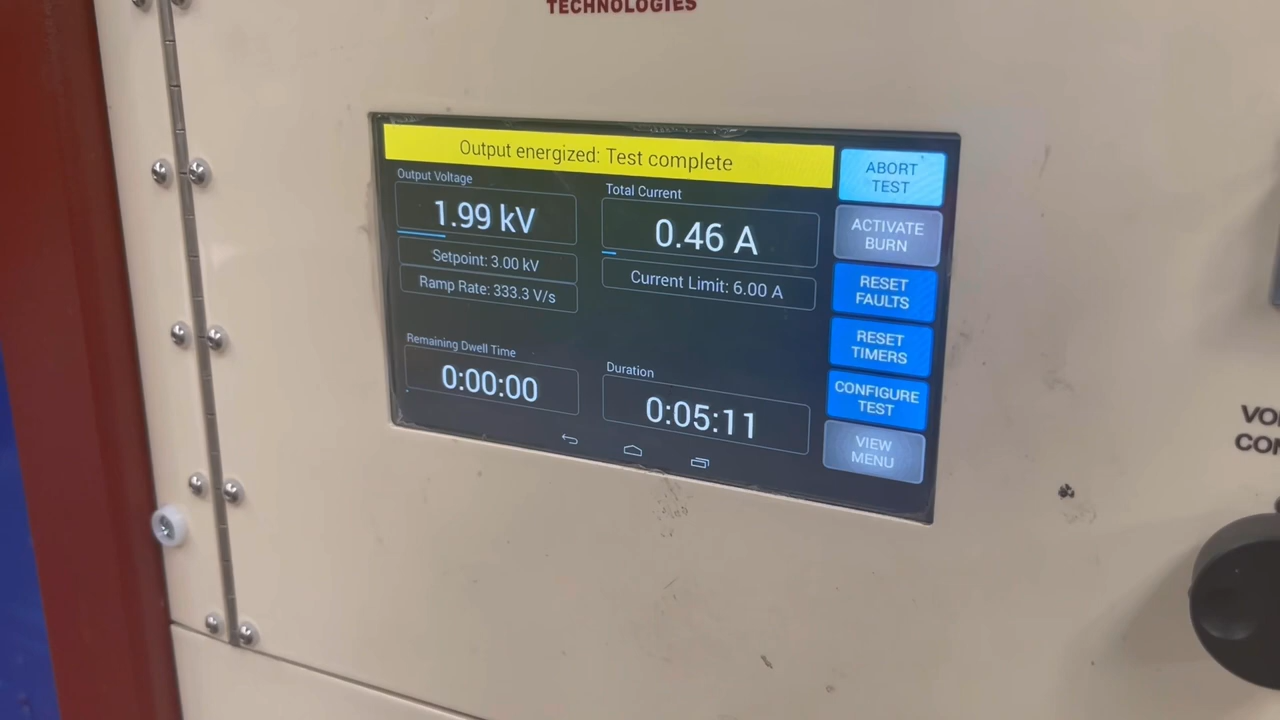 TECHNOLOGIES
Output energized: Test complete
Output Voltage
1.99 kV
Setpoint: 3.00 kV
Ramp Rate: 333.3 V/s
Total Current
0.46 A
Current Limit: 6.00 A
Remaining Dwell Time
0:00:00
Duration
0:05:11
ABORT
TEST
ACTIVATE
BURN
RESET
FAULTS
RESET
TIMERS
CONFIGURE
TEST
VIEW
MENU